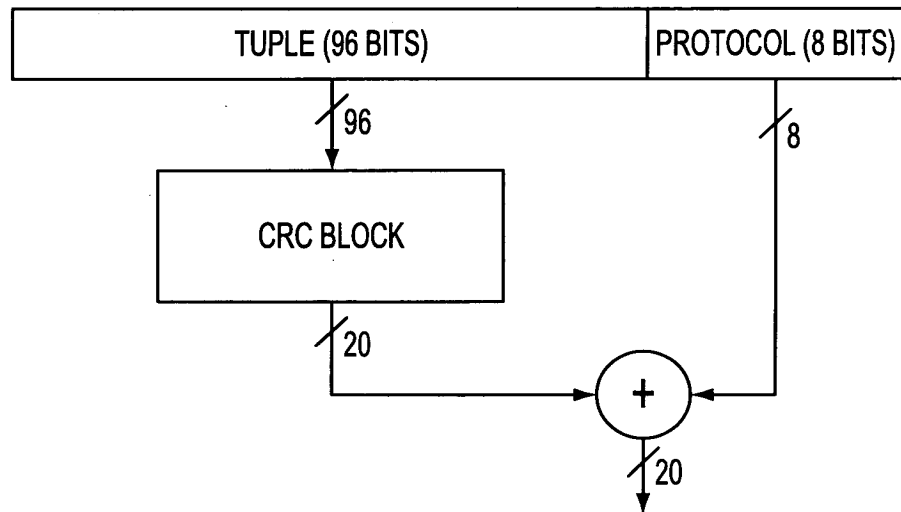 TUPLE (96 BITS)
PROTOCOL (8 BITS)
96
8
CRC BLOCK
20
+
20